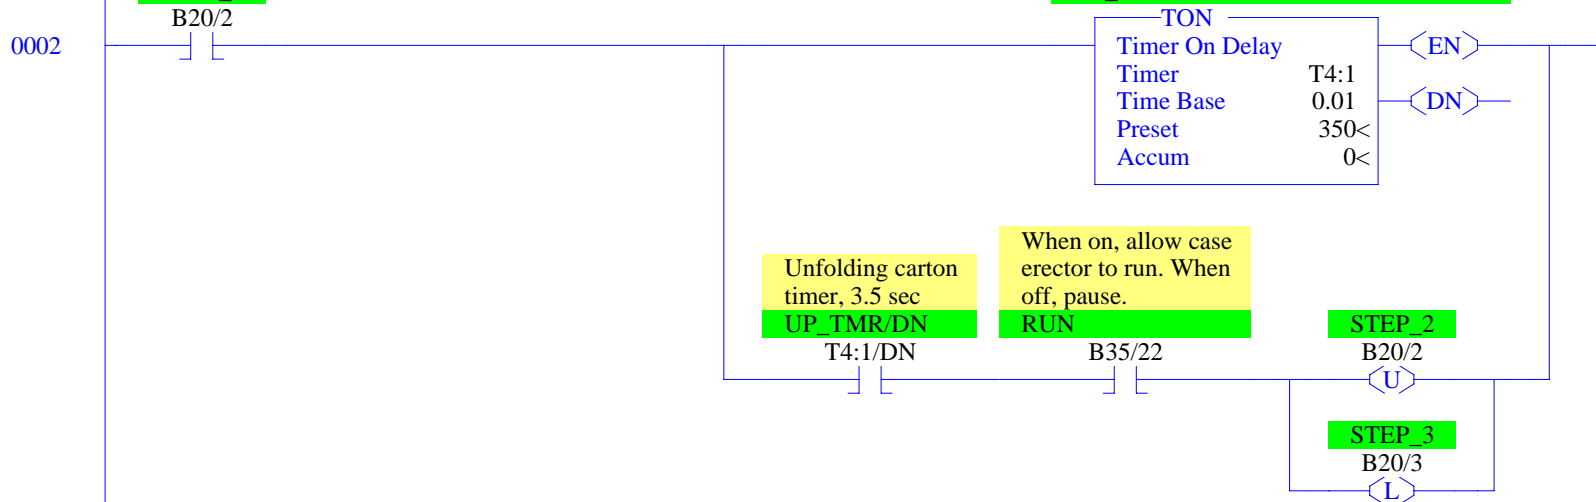 B20/2
0002
TON
Timer On Delay
EN
Timer T4:1
Time Base 0.01
DN
Preset 350<
Accum 0<
Unfolding carton
timer, 3.5 sec
UP_TMR/DN
T4:1/DN
When on, allow case
erector to run. When
off, pause.
RUN
B35/22
STEP_2
B20/2
U
STEP_3
B20/3
L